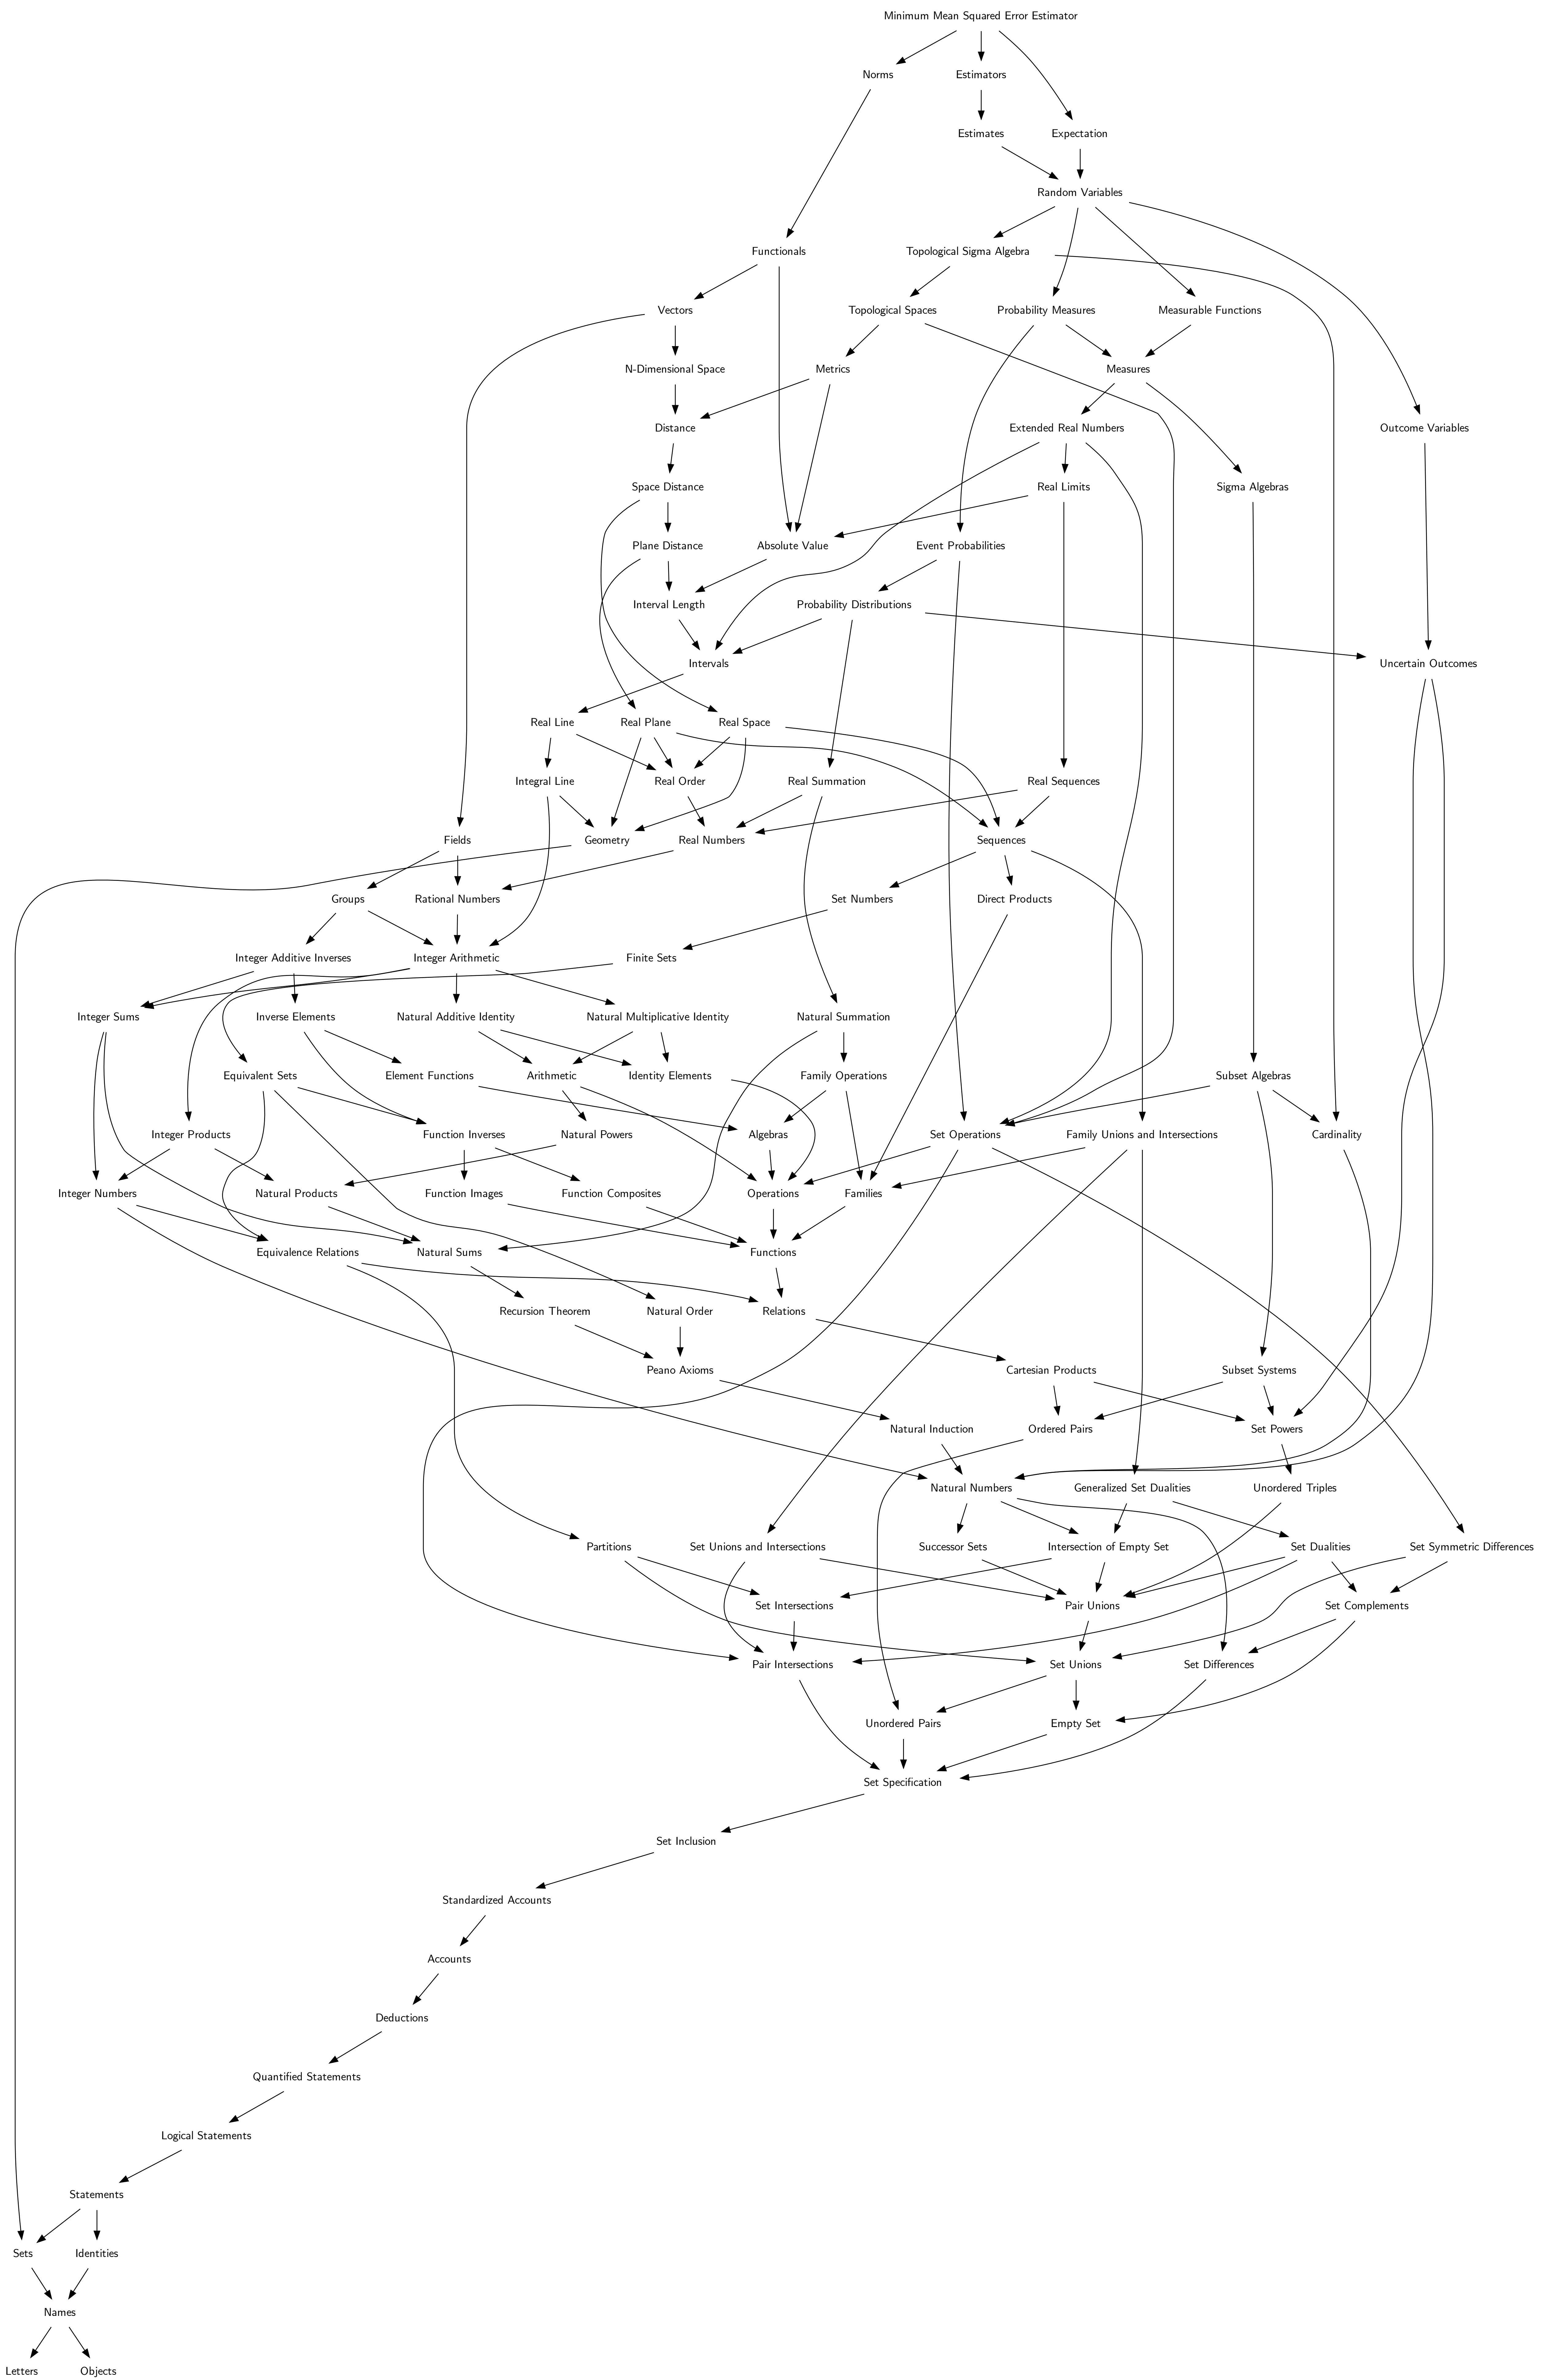 Minimum Mean Squared Error Estimator
Norms
Estimators
Estimates
Expectation
Random Variables
Functionals
Topological Sigma Algebra
Vectors
Topological Spaces
Probability Measures
Measurable Functions
N-Dimensional Space
Metrics
Measures
Distance
Extended Real Numbers
Outcome Variables
Space Distance
Real Limits
Sigma Algebras
Plane Distance
Absolute Value
Event Probabilities
Interval Length
Probability Distributions
Intervals
Uncertain Outcomes
Real Line
Real Plane
Real Space
Integral Line
Real Order
Real Summation
Real Sequences
Fields
Geometry
Real Numbers
Sequences
Groups
Rational Numbers
Set Numbers
Direct Products
Integer Additive Inverses
Integer Arithmetic
Finite Sets
Integer Sums
Inverse Elements
Natural Additive Identity
Natural Multiplicative Identity
Natural Summation
Equivalent Sets
Element Functions
Arithmetic
Identity Elements
Family Operations
Subset Algebras
Integer Products
Function Inverses
Natural Powers
Algebras
Set Operations
Family Unions and Intersections
Cardinality
Integer Numbers
Natural Products
Function Images
Function Composites
Operations
Families
Equivalence Relations
Natural Sums
Functions
Recursion Theorem
Natural Order
Relations
Peano Axioms
Cartesian Products
Subset Systems
Natural Induction
Ordered Pairs
Set Powers
Natural Numbers
Generalized Set Dualities
Unordered Triples
Partitions
Set Unions and Intersections
Successor Sets
Intersection of Empty Set
Set Dualities
Set Symmetric Differences
Set Intersections
Pair Unions
Set Complements
Pair Intersections
Set Unions
Set Differences
Unordered Pairs
Empty Set
Set Specification
Set Inclusion
Standardized Accounts
Accounts
Deductions
Quantified Statements
Logical Statements
Statements
Sets
Identities
Names
Letters
Objects